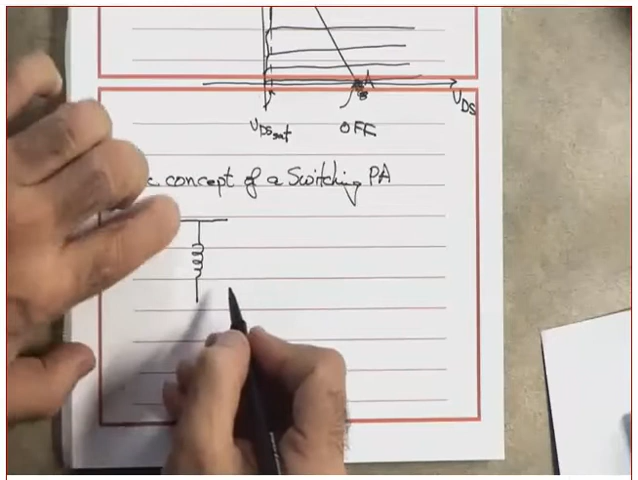 A
B
VDS
VDSsat
OFF
concept of a Switching PA